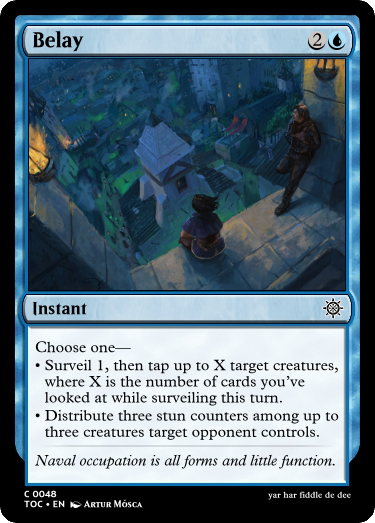 Belay
2
Instant
Choose one—
• Surveil 1, then tap up to X target creatures,
where X is the number of cards you've
looked at while surveiling this turn.
• Distribute three stun counters among up to
three creatures target opponent controls.
Naval occupation is all forms and little function.
C 0048
TOC • EN Artur Mósca
yar har fiddle de dee